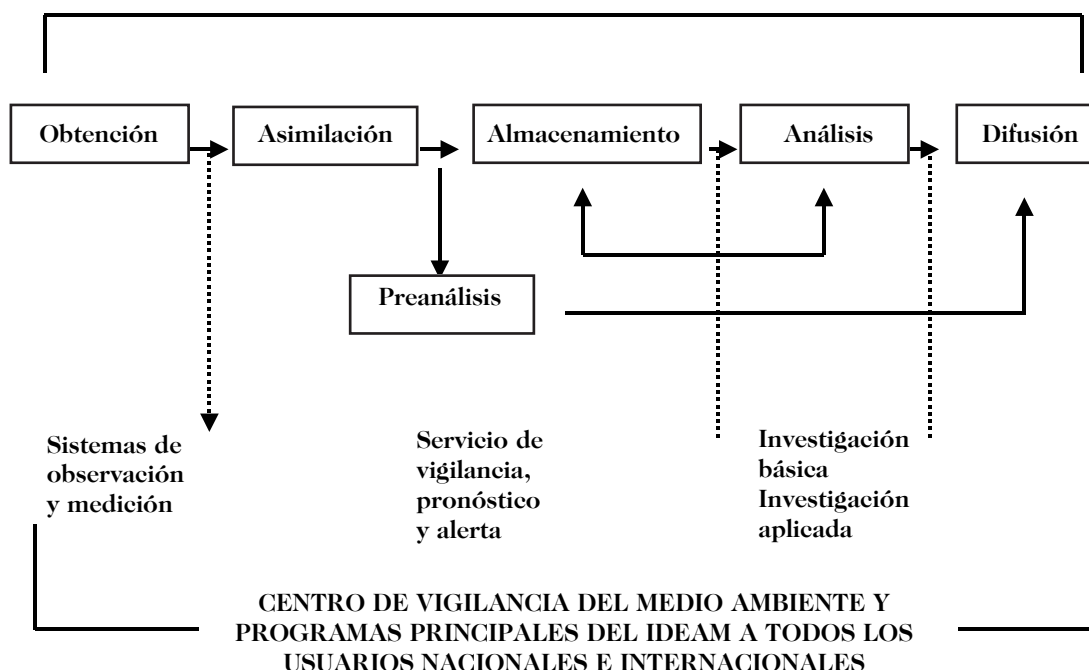 Obtención
Asimilación
Almacenamiento
Análisis
Difusión
Preanálisis
Sistemas de
observación
y medición
Servicio de
vigilancia,
pronóstico
y alerta
Investigación
básica
Investigación
aplicada
CENTRO DE VIGILANCIA DEL MEDIO AMBIENTE Y
PROGRAMAS PRINCIPALES DEL IDEAM A TODOS LOS
USUARIOS NACIONALES E INTERNACIONALES